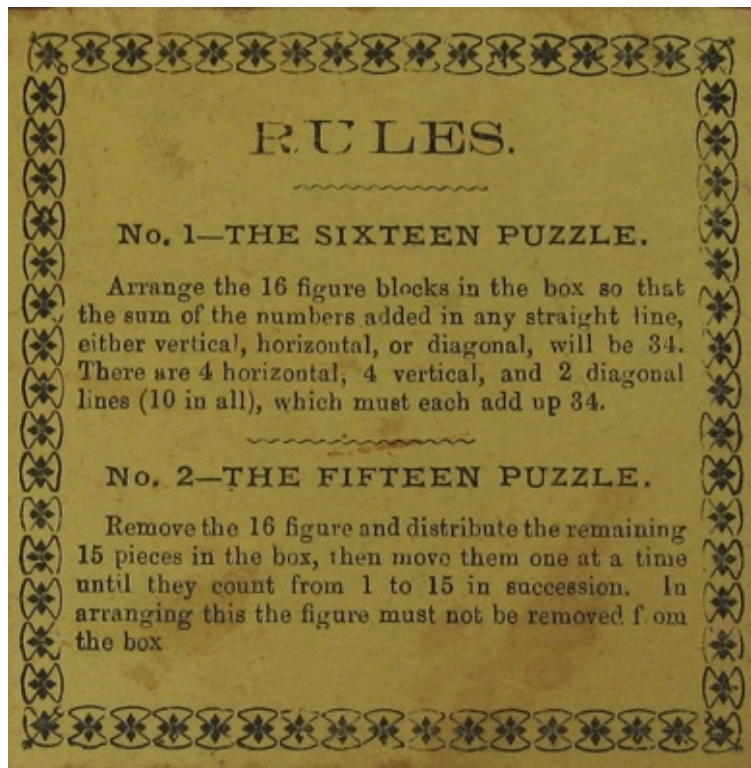 RULES.
No. 1—THE SIXTEEN PUZZLE.
Arrange the 16 figure blocks in the box so that
the sum of the numbers added in any straight line,
either vertical, horizontal, or diagonal, will be 34.
There are 4 horizontal, 4 vertical, and 2 diagonal
lines (10 in all), which must each add up 34.
No. 2—THE FIFTEEN PUZZLE.
Remove the 16 figure and distribute the remaining
15 pieces in the box, then move them one at a time
until they count from 1 to 15 in succession. In
arranging this the figure must not be removed from
the box